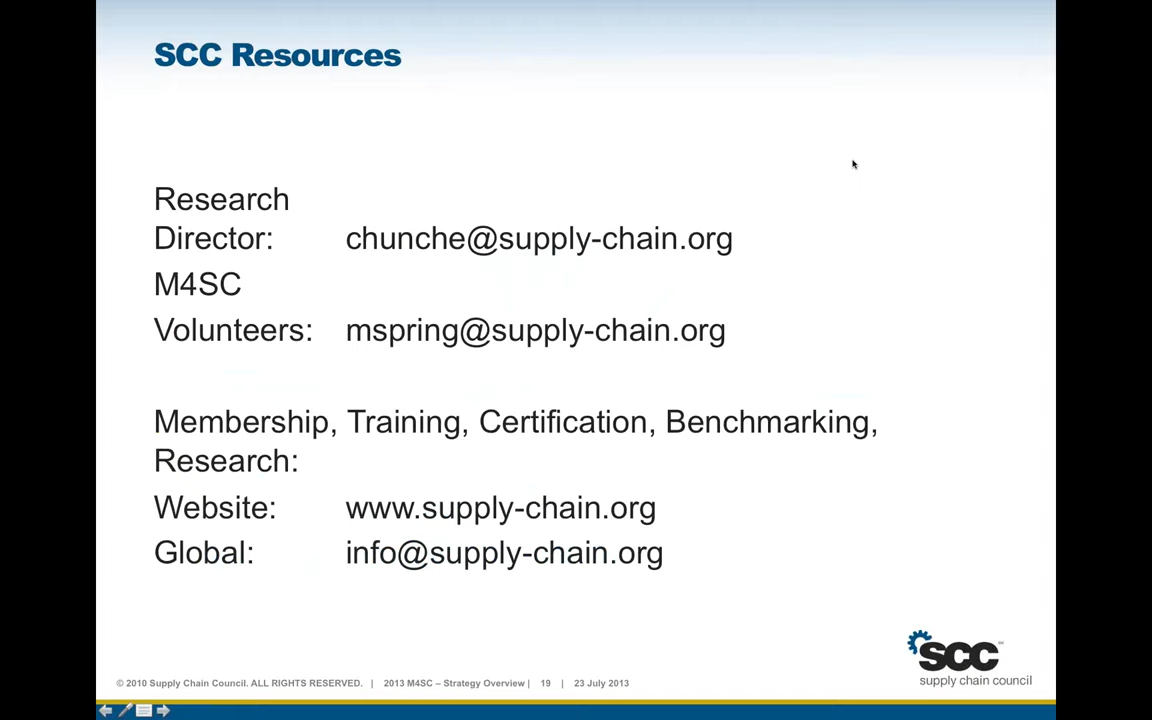 SCC Resources
Research
Director: chunche@supply-chain.org
M4SC
Volunteers: mspring@supply-chain.org
Membership, Training, Certification, Benchmarking,
Research:
Website: www.supply-chain.org
Global: info@supply-chain.org
SCC
supply chain council
© 2010 Supply Chain Council. ALL RIGHTS RESERVED. | 2013 M4SC – Strategy Overview | 19 | 23 July 2013